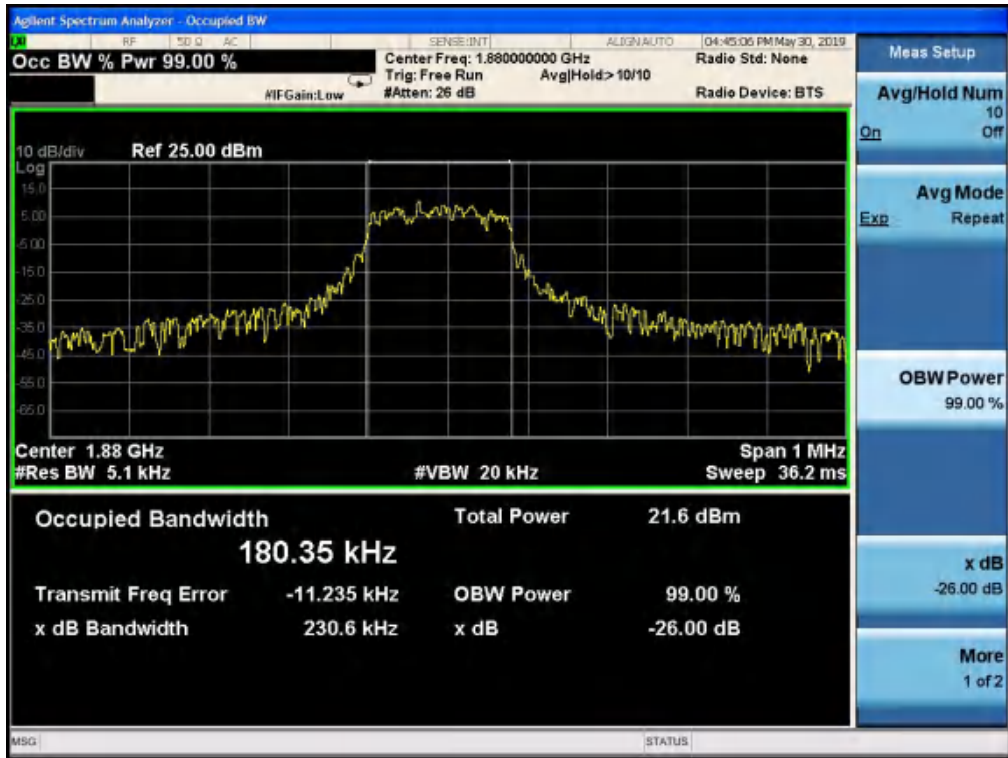 Agilent Spectrum Analyzer - Occupied BW
RF 50 Ω AC SENSE:INT ALIGNAUTO 04:45:06 PM May 30, 2019
Occ BW % Pwr 99.00 % Center Freq: 1.880000000 GHz Radio Std: None
Trig: Free Run Avg|Hold:> 10/10
#IFGain:Low #Atten: 26 dB Radio Device: BTS
10 dB/div Ref 25.00 dBm
Log
15.0
5.00
-5.00
-15.0
-25.0
-35.0
-45.0
-55.0
-65.0
Center 1.88 GHz Span 1 MHz
#Res BW 5.1 kHz #VBW 20 kHz Sweep 36.2 ms
Occupied Bandwidth Total Power 21.6 dBm
180.35 kHz
Transmit Freq Error -11.235 kHz OBW Power 99.00 %
x dB Bandwidth 230.6 kHz x dB -26.00 dB
MSG STATUS
Meas Setup
Avg/Hold Num
10
On Off
Avg Mode
Exp Repeat
OBW Power
99.00 %
x dB
-26.00 dB
More
1 of 2